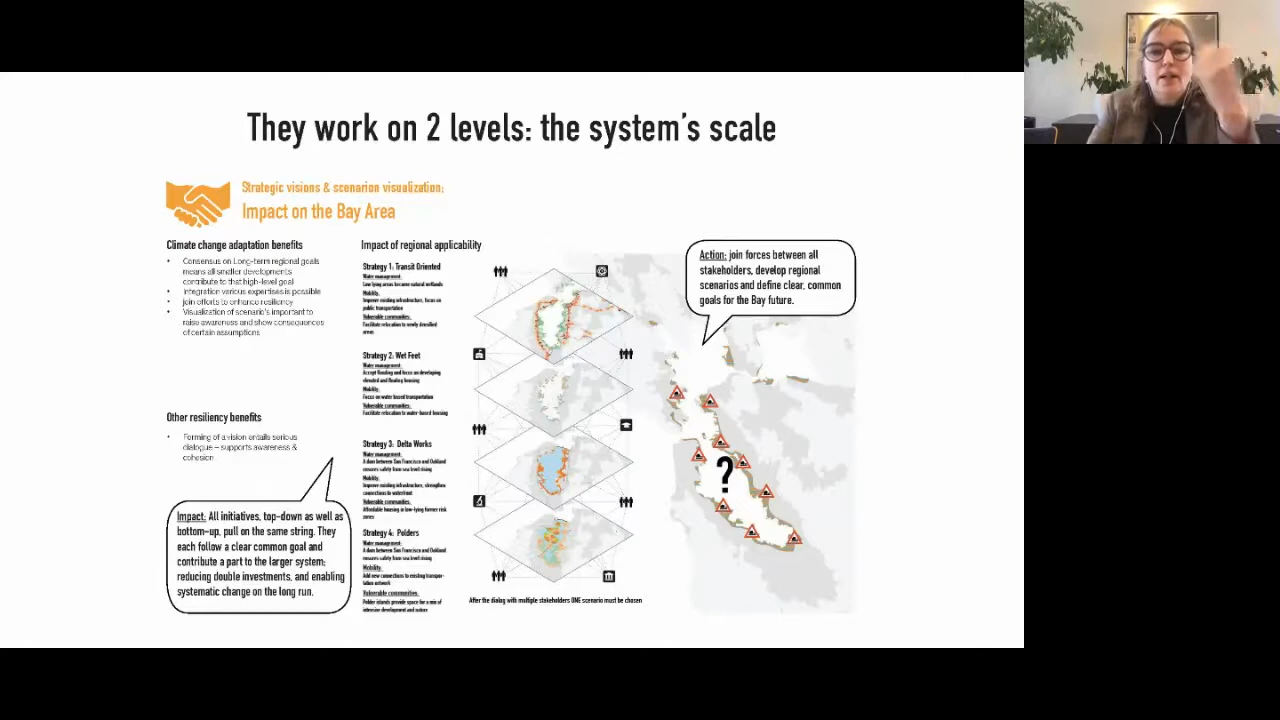 They work on 2 levels: the system's scale
Strategic visions & scenarion visualization;
Impact on the Bay Area
Climate change adaptation benefits
• Consensus on Long-term regional goals
means all smaller developments
contribute to that high-level goal
• Integration various expertises is possible
• join efforts to enhance resiliency
• Visualization of scenario's important to
raise awareness and show consequences
of certain assumptions
Other resiliency benefits
• Forming of a vision entails serious
dialogue – supports awareness &
cohesion
Impact: All initiatives, top-down as well as
bottom-up, pull on the same string. They
each follow a clear common goal and
contribute a part to the larger system;
reducing double investments, and enabling
systematic change on the long run.
Impact of regional applicability
Strategy 1: Transit Oriented
Water management:
Low lying areas become natural wetlands
Mobility:
Improve existing infrastructure, focus on
public transportation
Vulnerable communities:
Facilitate relocation to newly densified
areas
Strategy 2: Wet Feet
Water management:
Accept flooding and focus on developing
elevated and floating housing
Mobility:
Focus on water based transportation
Vulnerable communities:
Facilitate relocation to water-based housing
Strategy 3: Delta Works
Water management:
A dam between San Francisco and Oakland
ensures safety from sea level rising
Mobility:
Improve existing infrastructure, strengthen
connections to waterfront
Vulnerable communities:
Affordable housing in low-lying former risk
zones
Strategy 4: Polders
Water management:
A dam between San Francisco and Oakland
ensures safety from sea level rising
Mobility:
Add new connections to existing transpor-
tation network
Vulnerable communities:
Polder islands provide space for a mix of
intensive development and nature
After the dialog with multiple stakeholders ONE scenario must be chosen
Action: join forces between all
stakeholders, develop regional
scenarios and define clear, common
goals for the Bay future.
?